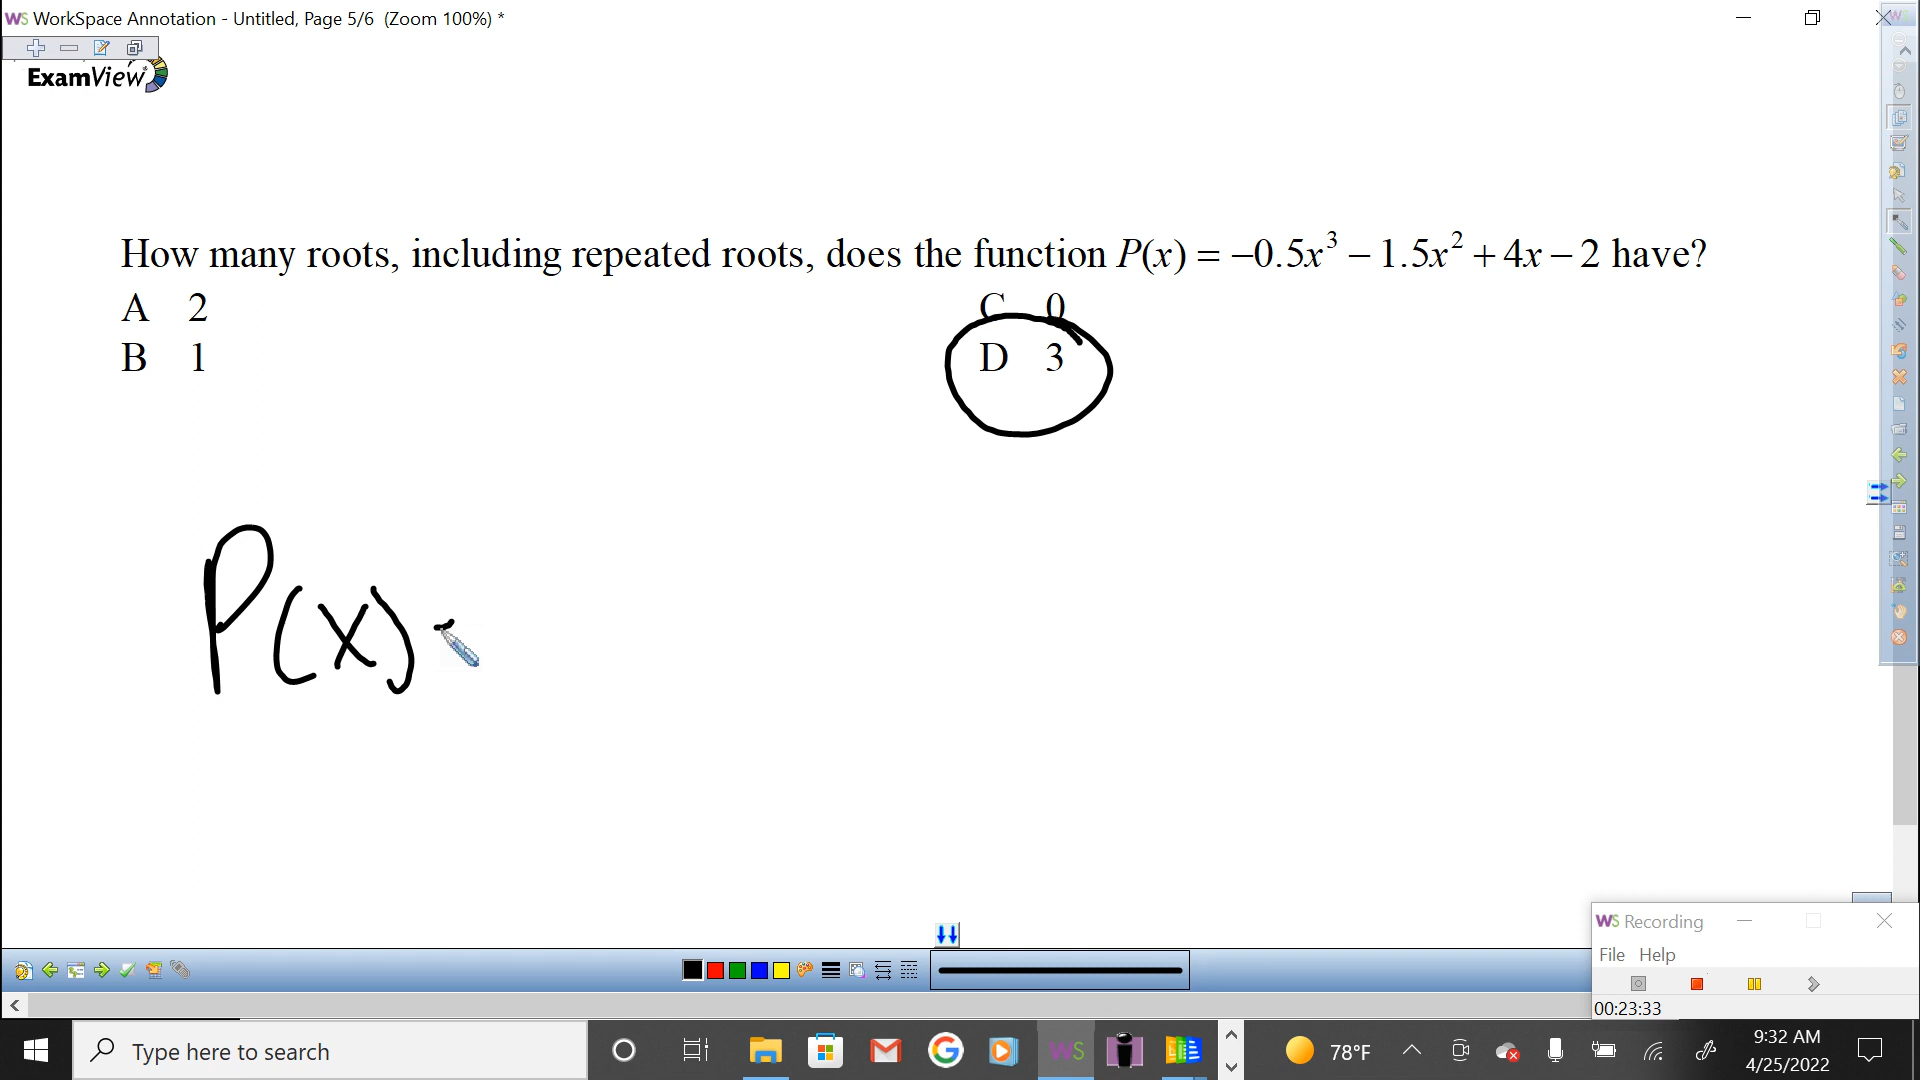 WS WorkSpace Annotation - Untitled, Page 5/6 (Zoom 100%) *
ExamView
How many roots, including repeated roots, does the function P(x) = −0.5x³ − 1.5x² + 4x − 2 have?
A 2
C 0
B 1
D 3
P(x) -
WS Recording
File Help
00:23:33
Type here to search
WS
78°F
9:32 AM
4/25/2022